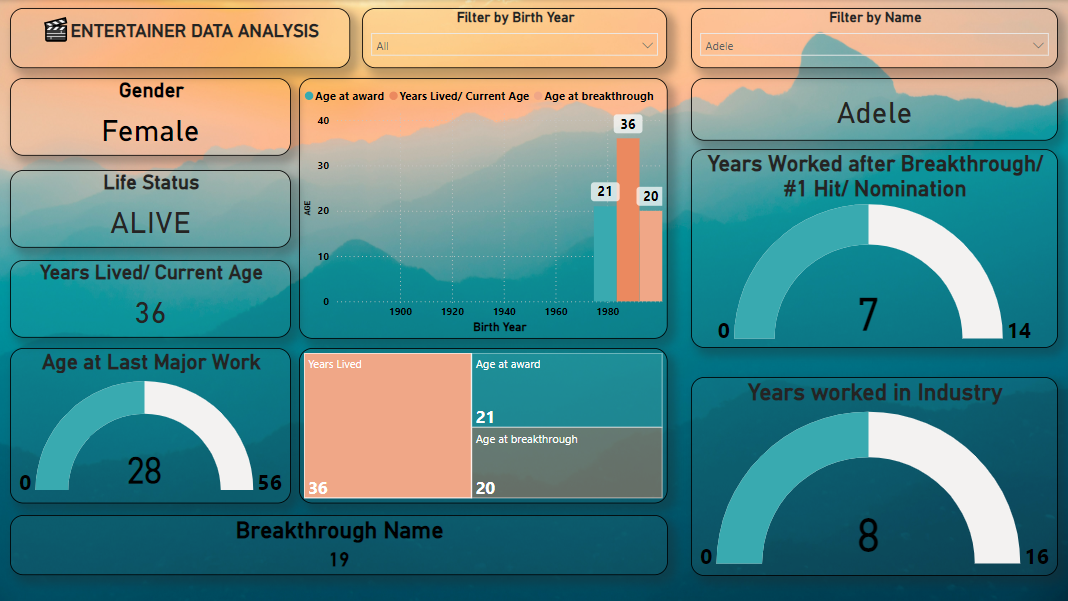 ENTERTAINER DATA ANALYSIS
Filter by Birth Year
All
Filter by Name
Adele
Gender
Female
Life Status
ALIVE
Years Lived/ Current Age
36
Age at Last Major Work
28
0
56
Age at award
Years Lived/ Current Age
Age at breakthrough
AGE
40
30
20
10
0
21
36
20
1900
1920
1940
1960
1980
Birth Year
Years Lived
36
Age at award
21
Age at breakthrough
20
Breakthrough Name
19
Adele
Years Worked after Breakthrough/
#1 Hit/ Nomination
7
0
14
Years worked in Industry
8
0
16